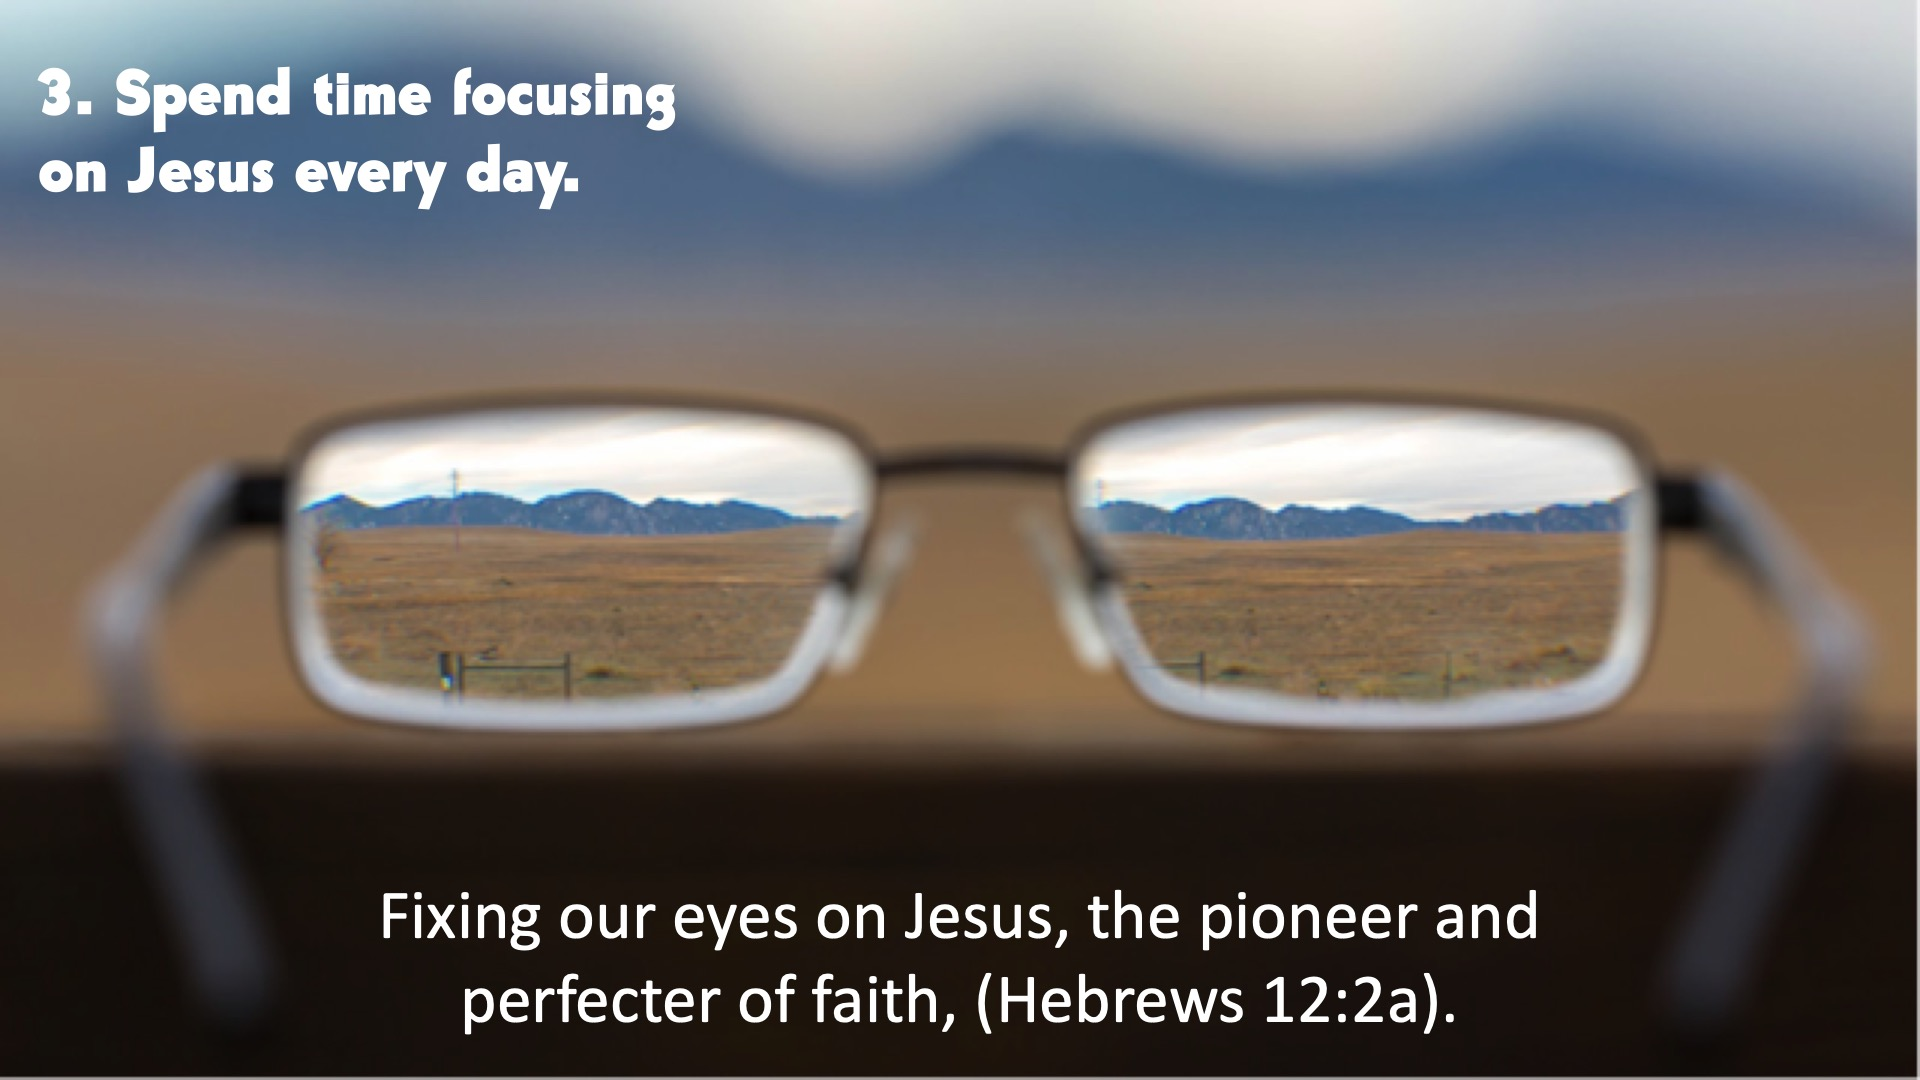 3. Spend time focusing
on Jesus every day.
Fixing our eyes on Jesus, the pioneer and
perfecter of faith, (Hebrews 12:2a).